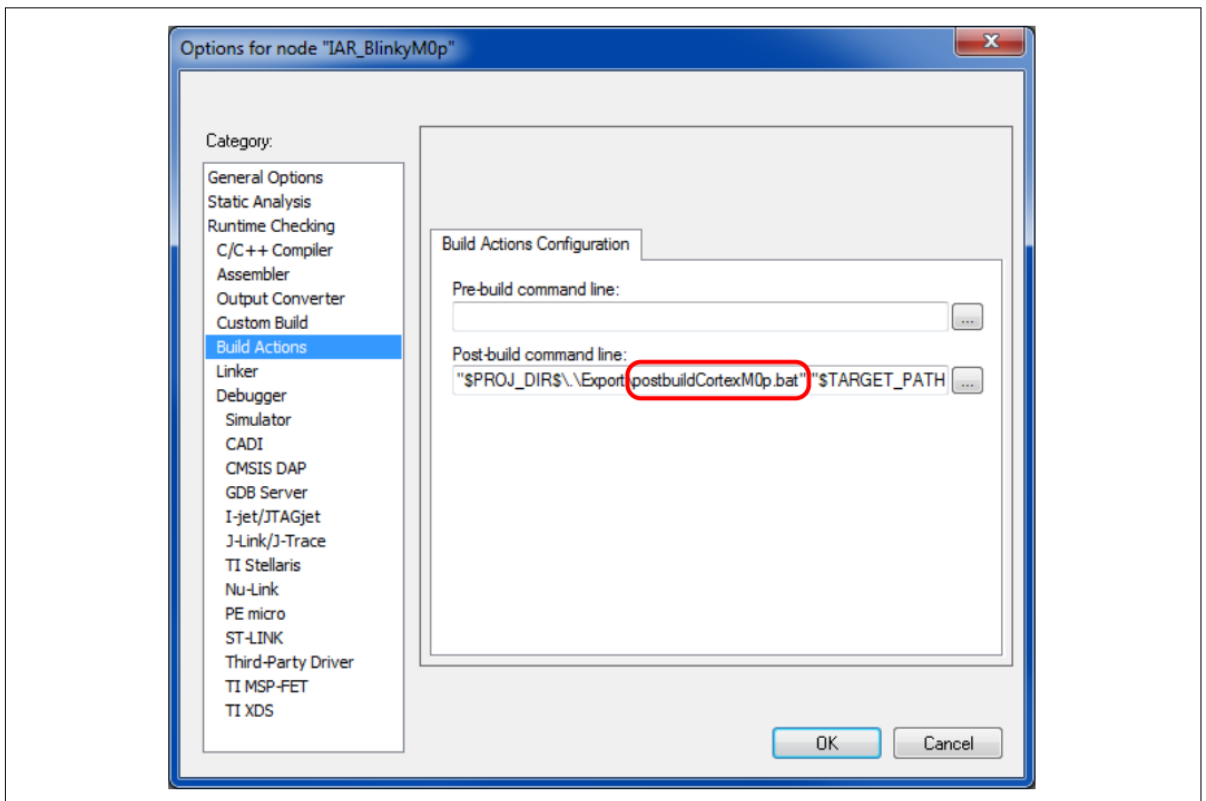 Options for node "IAR_BlinkyM0p"
Category:
General Options
Static Analysis
Runtime Checking
C/C++ Compiler
Assembler
Output Converter
Custom Build
Build Actions
Linker
Debugger
Simulator
CADI
CMSIS DAP
GDB Server
I-jet/JTAGjet
J-Link/J-Trace
TI Stellaris
Nu-Link
PE micro
ST-LINK
Third-Party Driver
TI MSP-FET
TI XDS
Build Actions Configuration
Pre-build command line:
...
Post-build command line:
"$PROJ_DIR$\.\Export\postbuildCortexM0p.bat" "$TARGET_PATH
...
OK
Cancel